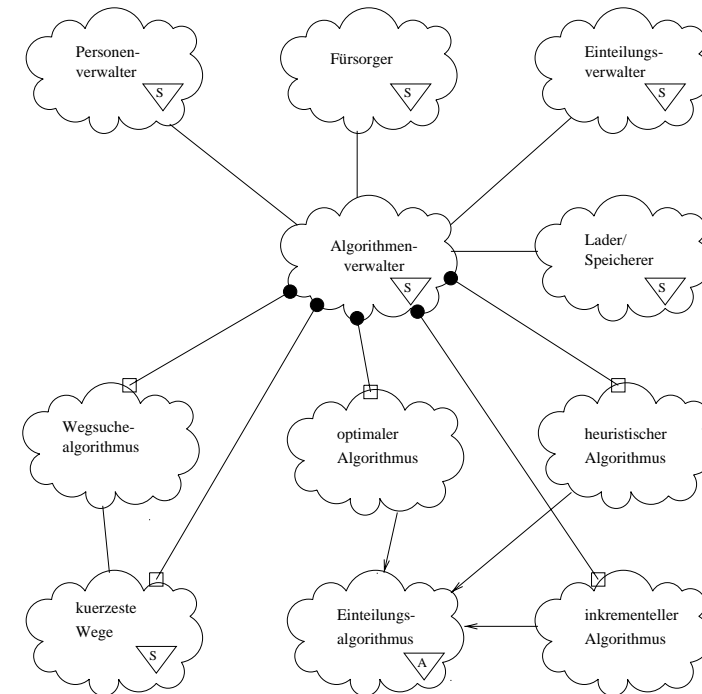 Personen-
verwalter
S
Fürsorger
S
Einteilungs-
verwalter
S
Algorithmen-
verwalter
S
Lader/
Speicherer
S
Wegsuche-
algorithmus
optimaler
Algorithmus
heuristischer
Algorithmus
kuerzeste
Wege
S
Einteilungs-
algorithmus
A
inkrementeller
Algorithmus